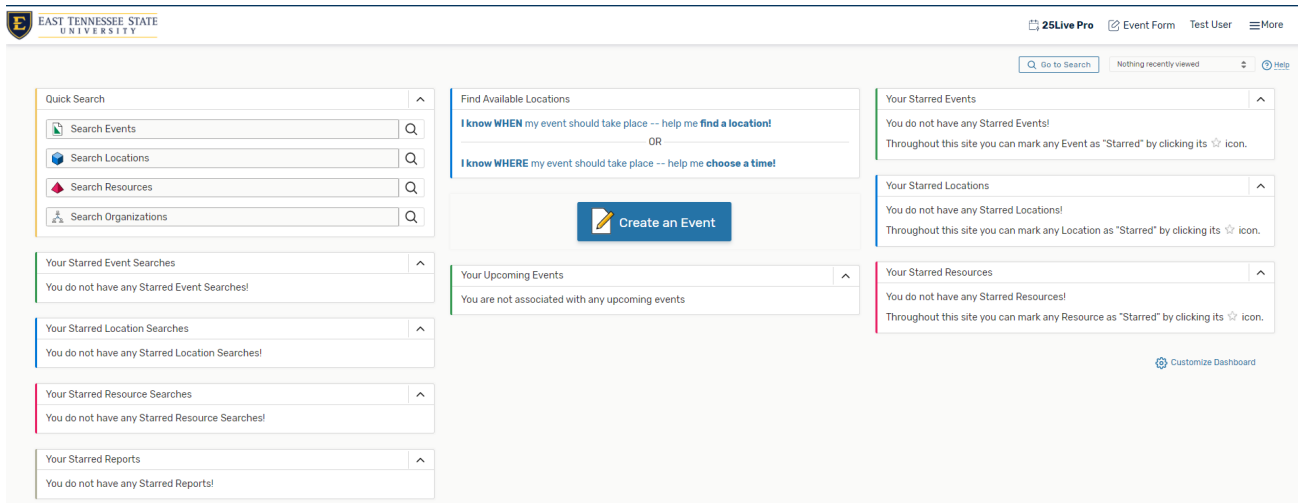 EAST TENNESSEE STATE
UNIVERSITY
25Live Pro
Event Form
Test User
More
Go to Search
Nothing recently viewed
Help
Quick Search
Search Events
Search Locations
Search Resources
Search Organizations
Your Starred Event Searches
You do not have any Starred Event Searches!
Your Starred Location Searches
You do not have any Starred Location Searches!
Your Starred Resource Searches
You do not have any Starred Resource Searches!
Your Starred Reports
You do not have any Starred Reports!
Find Available Locations
I know WHEN my event should take place -- help me find a location!
OR
I know WHERE my event should take place -- help me choose a time!
Create an Event
Your Upcoming Events
You are not associated with any upcoming events
Your Starred Events
You do not have any Starred Events!
Throughout this site you can mark any Event as "Starred" by clicking its ☆ icon.
Your Starred Locations
You do not have any Starred Locations!
Throughout this site you can mark any Location as "Starred" by clicking its ☆ icon.
Your Starred Resources
You do not have any Starred Resources!
Throughout this site you can mark any Resource as "Starred" by clicking its ☆ icon.
Customize Dashboard